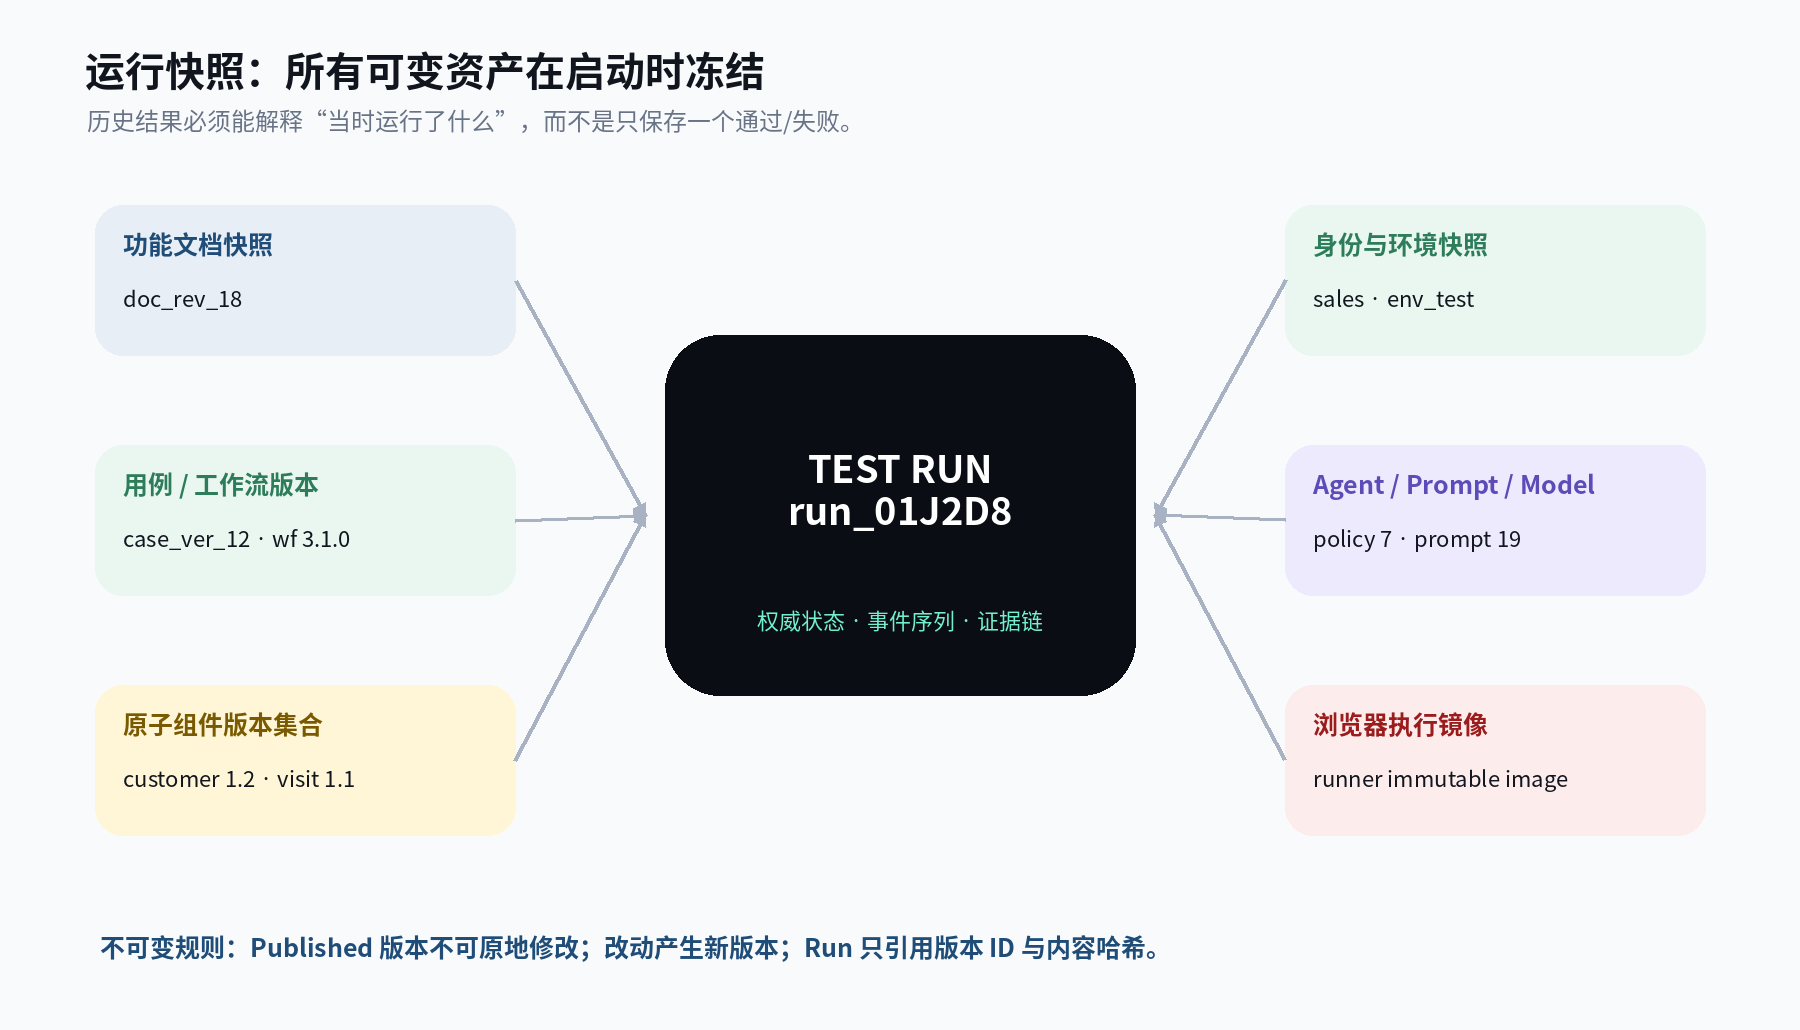 运行快照：所有可变资产在启动时冻结
历史结果必须能解释“当时运行了什么”，而不是只保存一个通过/失败。
功能文档快照
doc_rev_18
用例 / 工作流版本
case_ver_12 · wf 3.1.0
原子组件版本集合
customer 1.2 · visit 1.1
TEST RUN
run_01J2D8
权威状态 · 事件序列 · 证据链
身份与环境快照
sales · env_test
Agent / Prompt / Model
policy 7 · prompt 19
浏览器执行镜像
runner immutable image
不可变规则：Published 版本不可原地修改；改动产生新版本；Run 只引用版本 ID 与内容哈希。